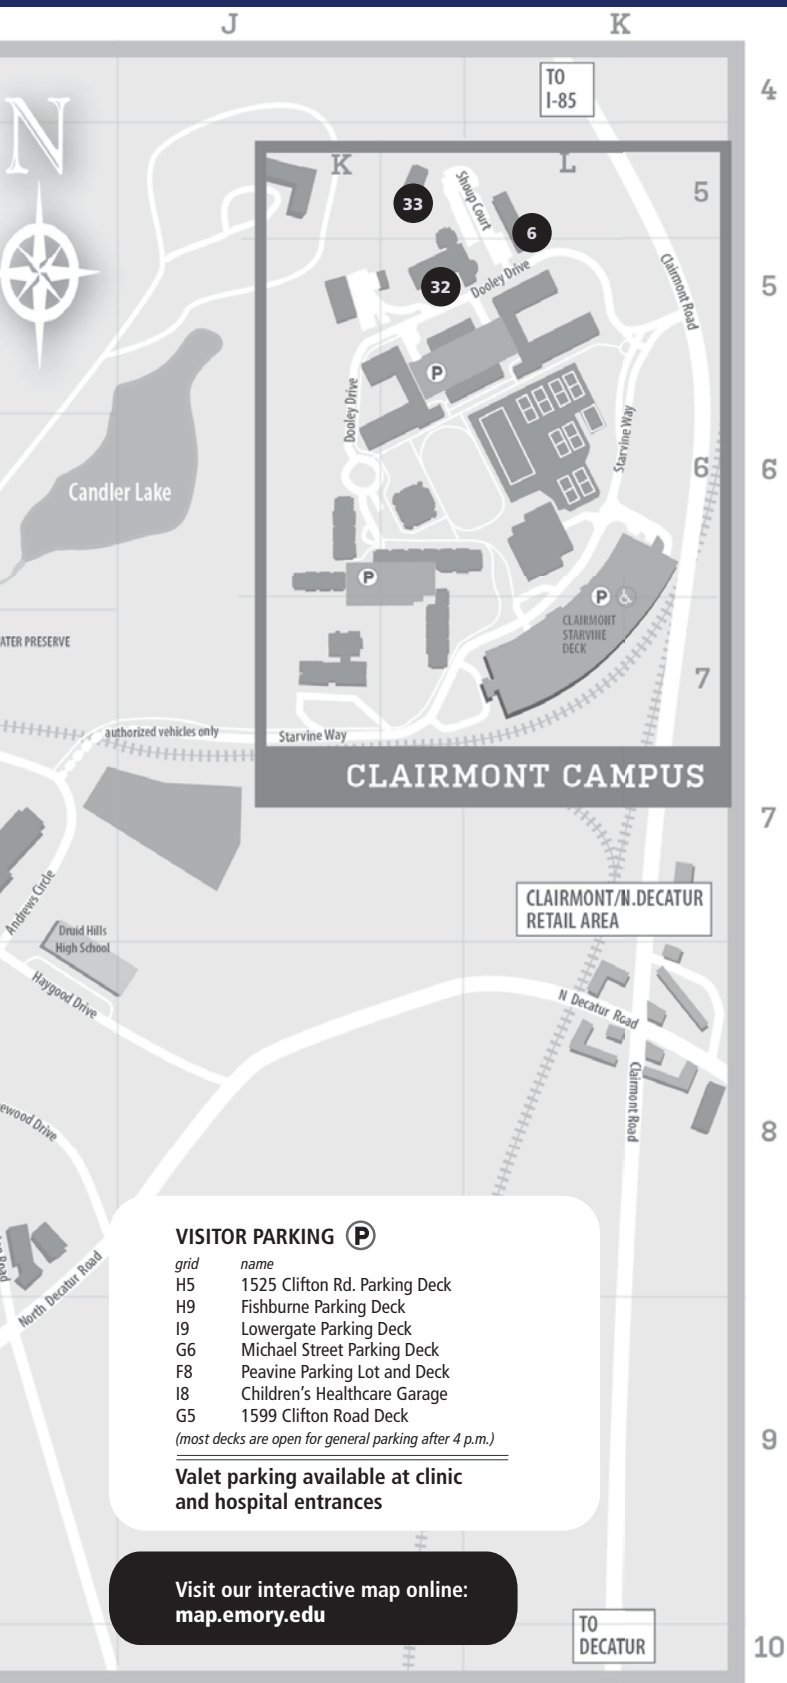 J
K
N
TO
I-85
4
K
L
5
33
Shoup Court
6
32
Dooley Drive
Clairmont Road
5
P
Dooley Drive
Starvine Way
6
6
Candler Lake
P
P
CLAIRMONT
STARVINE
DECK
ATER PRESERVE
7
authorized vehicles only
Starvine Way
CLAIRMONT CAMPUS
7
Andrews Circle
CLAIRMONT/N.DECATUR
RETAIL AREA
Druid Hills
High School
Haygood Drive
N Decatur Road
Clairmont Road
ewood Drive
8
North Decatur Road
VISITOR PARKING P
grid name
H5 1525 Clifton Rd. Parking Deck
H9 Fishburne Parking Deck
I9 Lowergate Parking Deck
G6 Michael Street Parking Deck
F8 Peavine Parking Lot and Deck
I8 Children's Healthcare Garage
G5 1599 Clifton Road Deck
(most decks are open for general parking after 4 p.m.)
9
Valet parking available at clinic
and hospital entrances
Visit our interactive map online:
map.emory.edu
TO
DECATUR
10